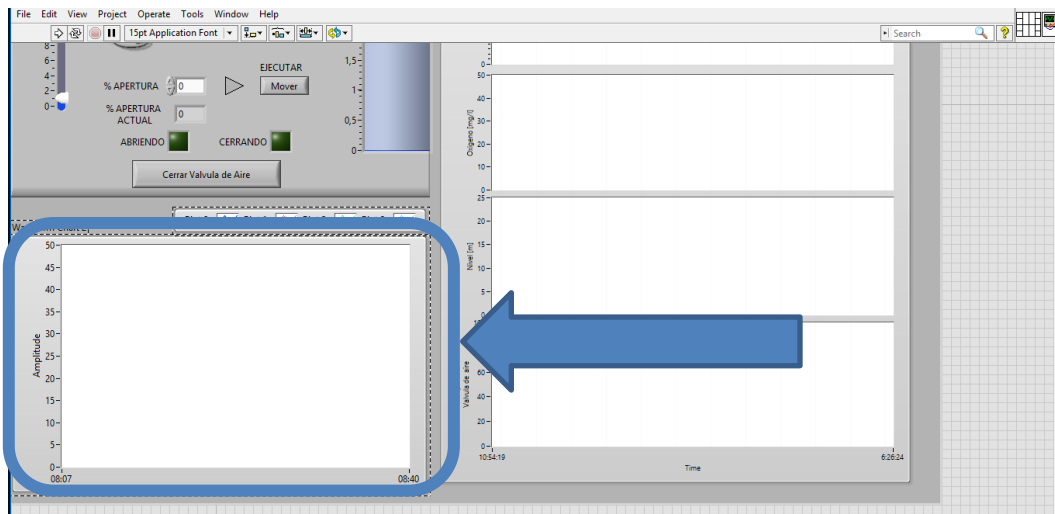 File Edit View Project Operate Tools Window Help
15pt Application Font
Search
8
6
4
2
0
% APERTURA 0
EJECUTAR
Mover
% APERTURA
ACTUAL
0
ABRIENDO CERRANDO
Cerrar Valvula de Aire
1,5
1
0,5
0
50
45
40
35
30
25
20
15
10
5
0
Amplitude
08:07 08:40
0
50
40
30
20
10
0
Oxigeno [mg/l]
25
20
15
10
5
0
Nivel [m]
60
40
20
0
Valvula de aire
10:54:19 6:26:24
Time